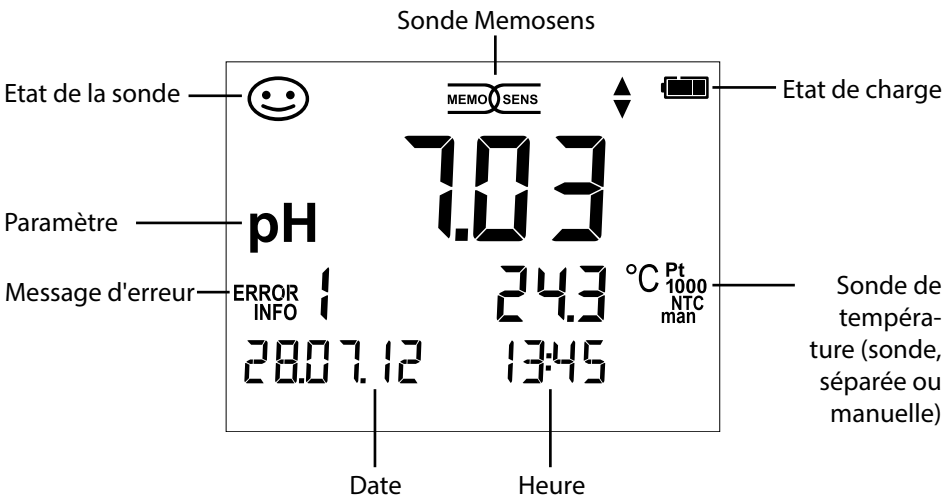 Sonde Memosens
Etat de la sonde
MEMO SENS
Etat de charge
7.03
Paramètre
pH
Message d'erreur
ERROR
INFO
1
24.3
°C
Pt
1000
NTC
man
Sonde de
tempéra-
ture (sonde,
séparée ou
manuelle)
28.07.12
13:45
Date
Heure